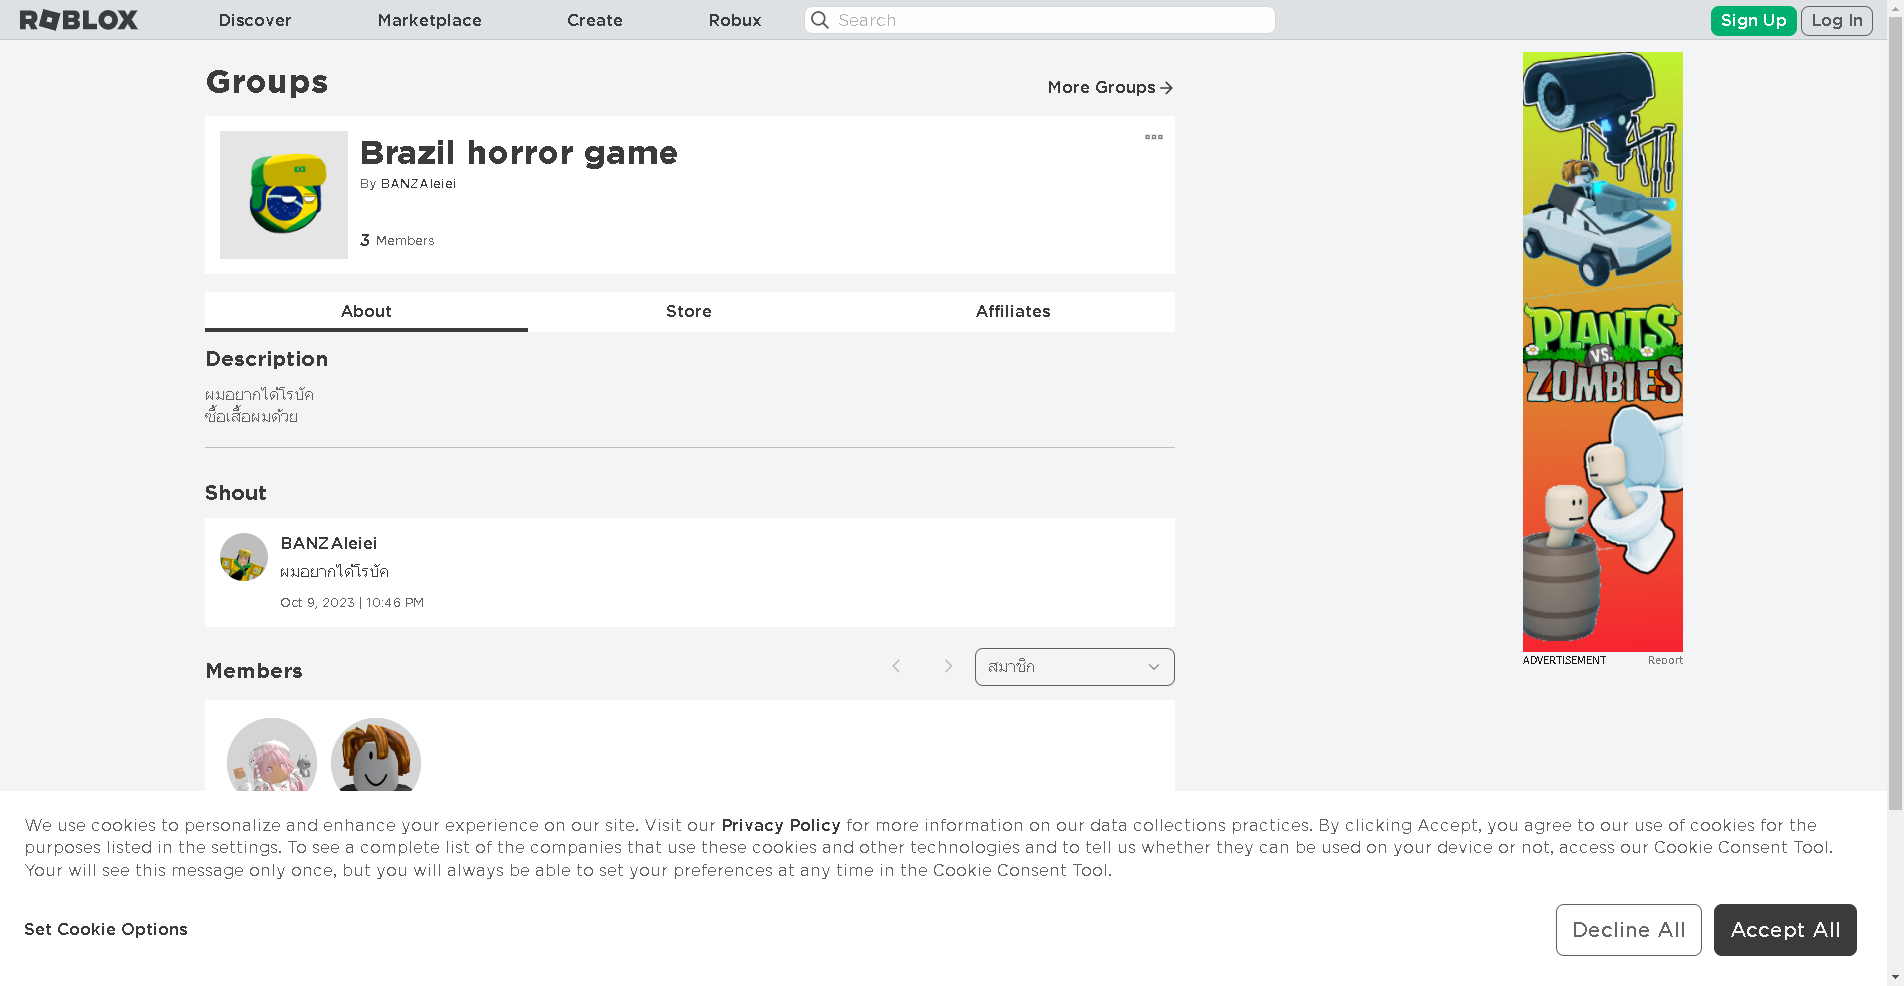 ROBLOX
Discover
Marketplace
Create
Robux
Search
Sign Up
Log In
Groups
More Groups
Brazil horror game
By BANZAleiei
3 Members
About
Store
Affiliates
Description
ผมอยากได้โรบัค
ซื้อเสื้อผมด้วย
Shout
BANZAleiei
ผมอยากได้โรบัค
Oct 9, 2023 | 10:46 PM
Members
สมาชิก
PLANTS
VS.
ZOMBIES
ADVERTISEMENT
Report
We use cookies to personalize and enhance your experience on our site. Visit our Privacy Policy for more information on our data collections practices. By clicking Accept, you agree to our use of cookies for the
purposes listed in the settings. To see a complete list of the companies that use these cookies and other technologies and to tell us whether they can be used on your device or not, access our Cookie Consent Tool.
Your will see this message only once, but you will always be able to set your preferences at any time in the Cookie Consent Tool.
Set Cookie Options
Decline All
Accept All